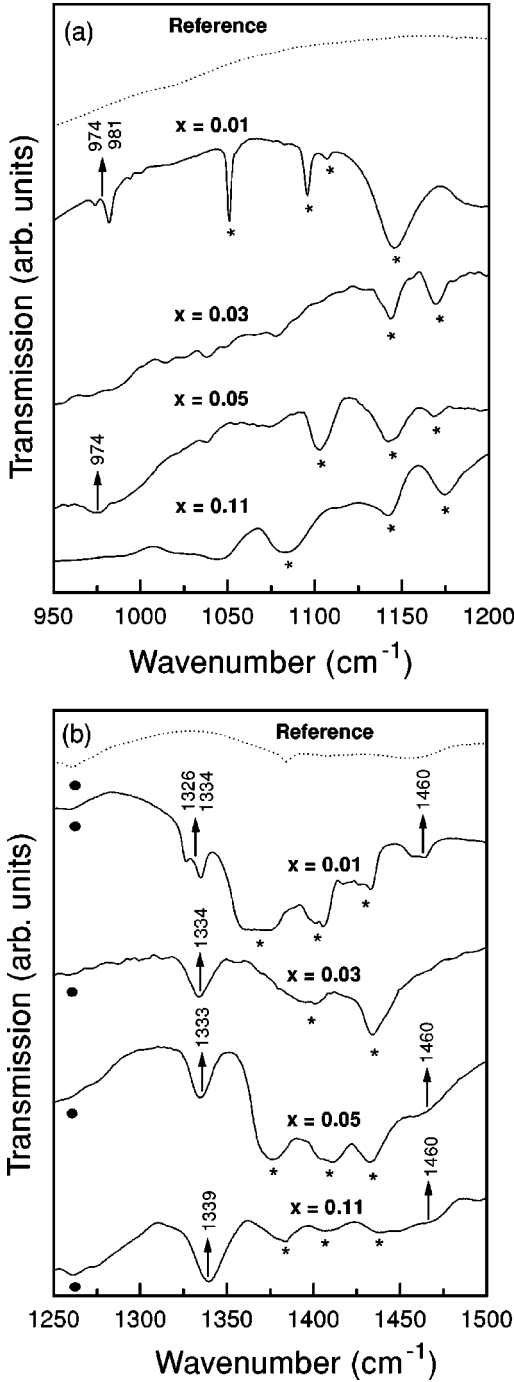 (a)
Reference
974
981
x = 0.01
*
*
*
*
x = 0.03
*
*
x = 0.05
974
*
*
*
x = 0.11
*
*
*
Transmission (arb. units)
950 1000 1050 1100 1150 1200
Wavenumber (cm⁻¹)
(b)
Reference
1326
1334
1460
x = 0.01
*
*
*
1334
x = 0.03
*
*
1333
1460
x = 0.05
*
*
*
1339
1460
x = 0.11
*
*
*
Transmission (arb. units)
1250 1300 1350 1400 1450 1500
Wavenumber (cm⁻¹)